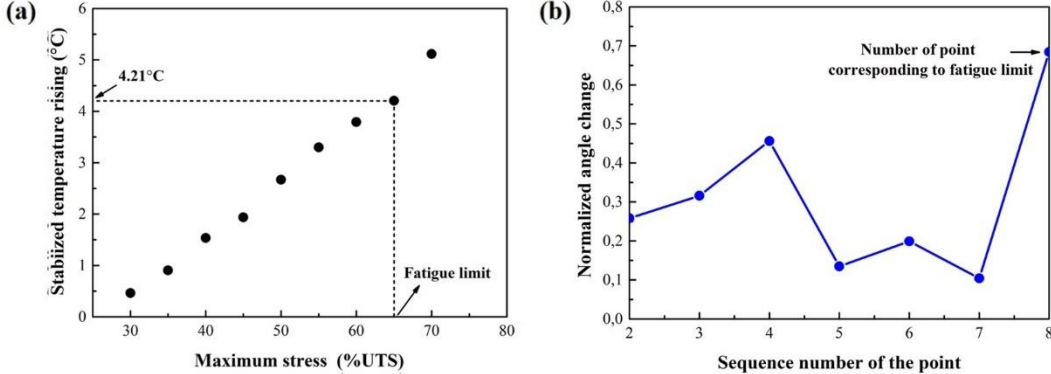 (a)
Stabiized temperature rising (°C)
6
5
4
3
2
1
0
4.21°C
Fatigue limit
30 40 50 60 70 80
Maximum stress (%UTS)
(b)
Normalized angle change
0,8
0,7
0,6
0,5
0,4
0,3
0,2
0,1
0,0
Number of point
corresponding to fatigue limit
2 3 4 5 6 7 8
Sequence number of the point